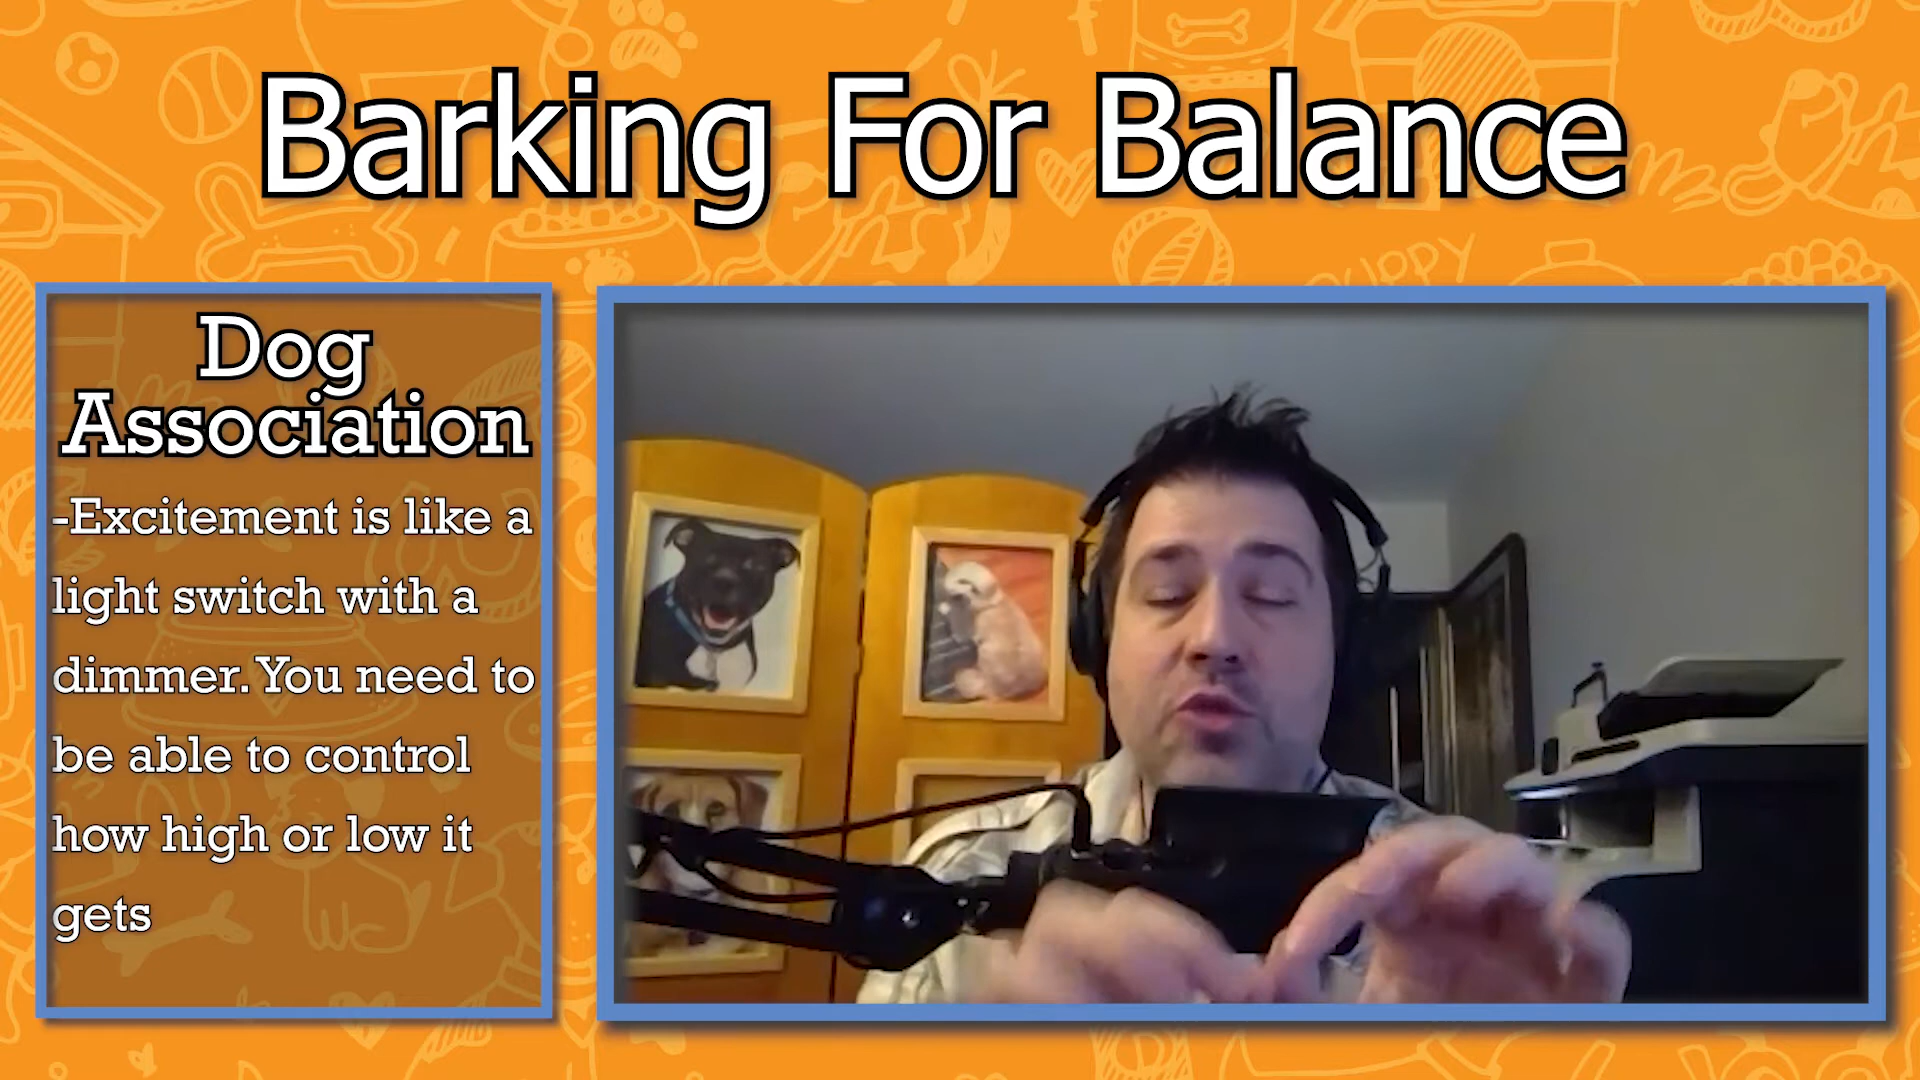 Barking For Balance
Dog
Association
-Excitement is like a
light switch with a
dimmer. You need to
be able to control
how high or low it
gets
puppy